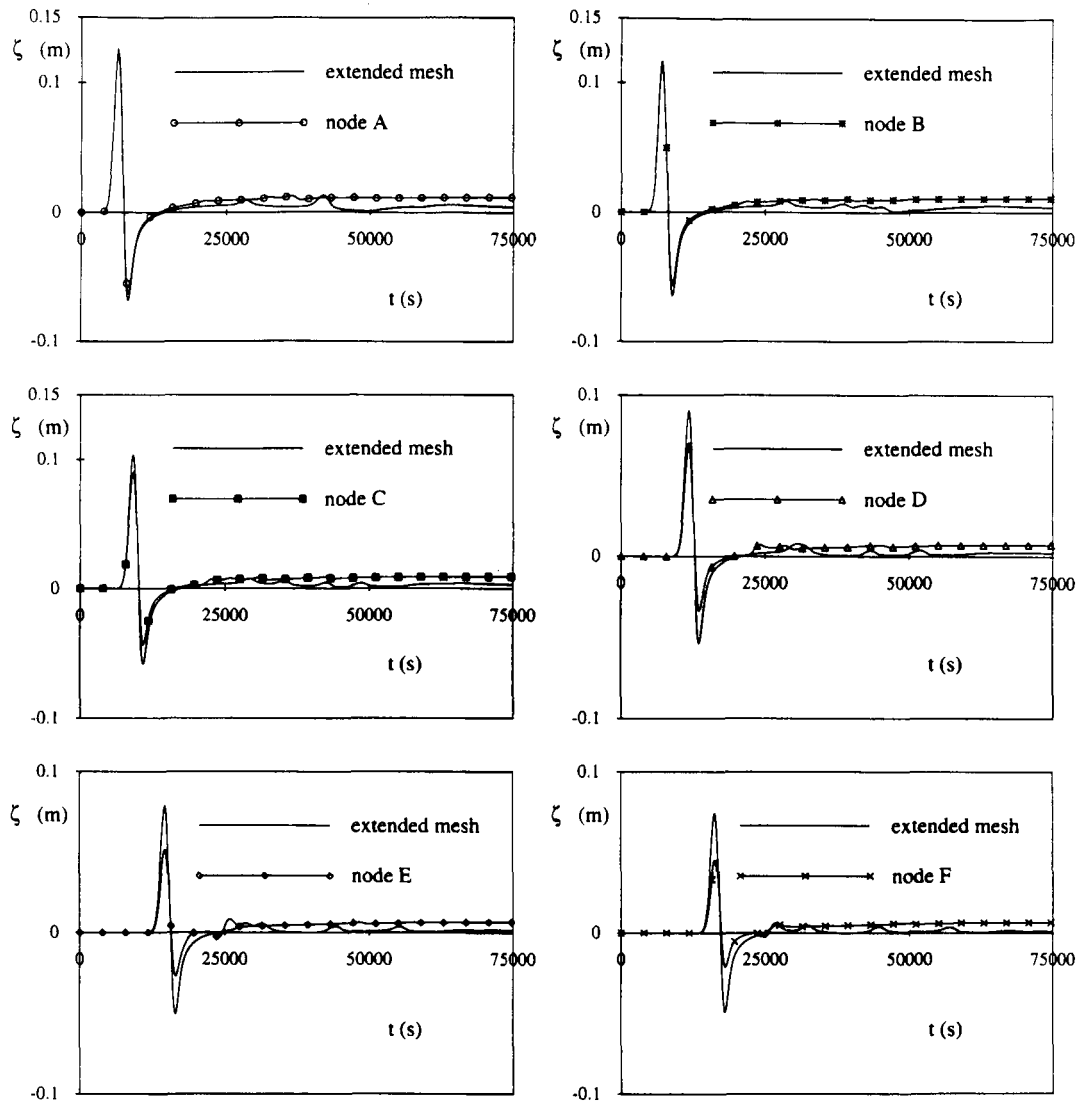 0.15
ζ (m)
0.1
extended mesh
node A
0
0 25000 50000 75000
t (s)
-0.1
0.15
ζ (m)
0.1
extended mesh
node B
0
0 25000 50000 75000
t (s)
-0.1
0.15
ζ (m)
0.1
extended mesh
node C
0
0 25000 50000 75000
t (s)
-0.1
0.1
ζ (m)
extended mesh
node D
0
0 25000 50000 75000
t (s)
-0.1
0.1
ζ (m)
extended mesh
node E
0
0 25000 50000 75000
t (s)
-0.1
0.1
ζ (m)
extended mesh
node F
0
0 25000 50000 75000
t (s)
-0.1